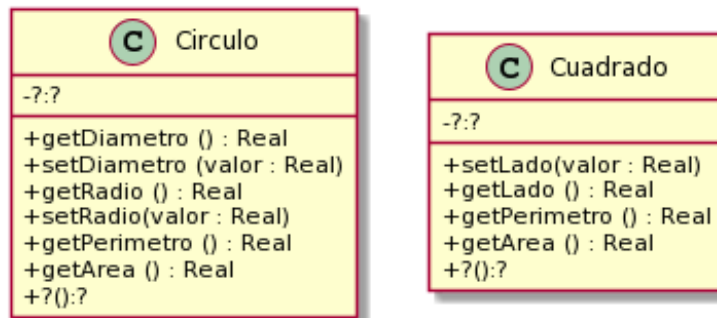 C Circulo
-?:?
+getDiametro () : Real
+setDiametro (valor : Real)
+getRadio () : Real
+setRadio(valor : Real)
+getPerimetro () : Real
+getArea () : Real
+?():?
C Cuadrado
-?:?
+setLado(valor : Real)
+getLado () : Real
+getPerimetro () : Real
+getArea () : Real
+?():?